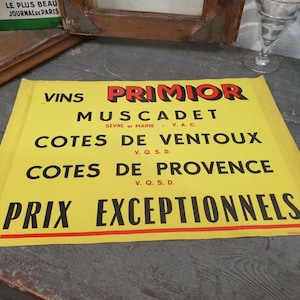 LE PLUS BEAU
JOURNAL DE PARIS
VINS PRIMIOR
MUSCADET
SÈVRE et MAINE - V. A. C.
COTES DE VENTOUX
V. Q. S. D.
COTES DE PROVENCE
V. Q. S. D.
PRIX EXCEPTIONNELS